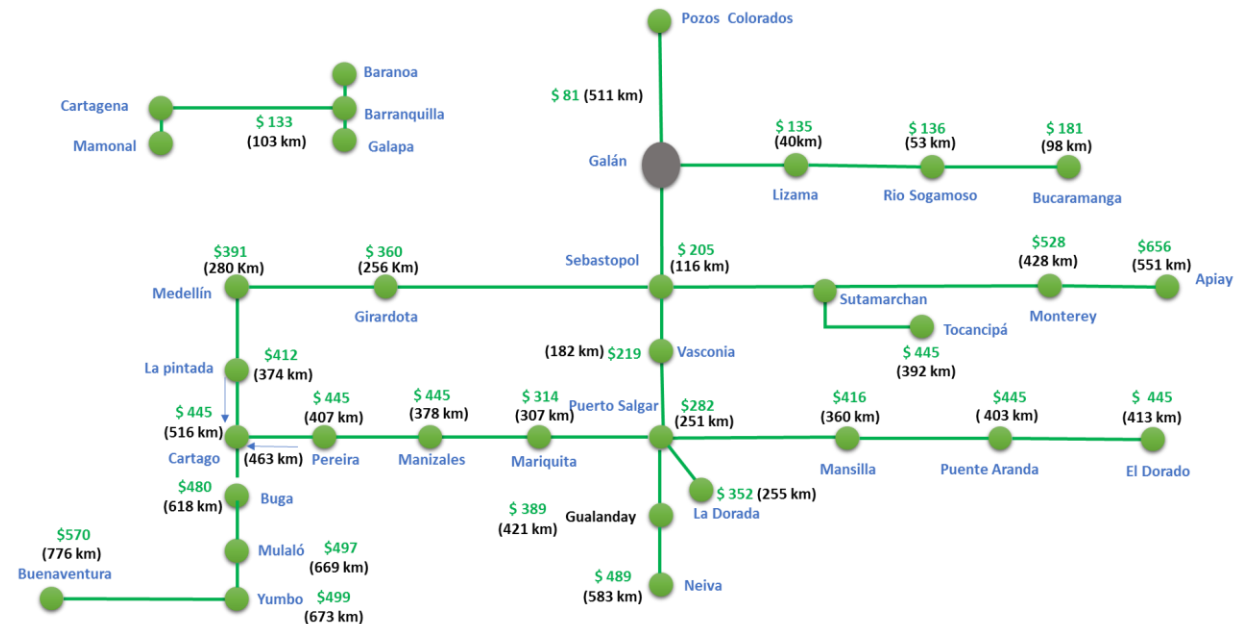 Pozos Colorados
Baranoa
Cartagena
$ 81 (511 km)
Barranquilla
$ 133
(103 km)
Mamonal
Galapa
$ 135
(40km)
$ 136
(53 km)
$ 181
(98 km)
Galán
Lizama
Rio Sogamoso
Bucaramanga
$391
(280 Km)
$ 360
(256 Km)
Sebastopol
$ 205
(116 km)
$528
(428 km)
$656
(551 km)
Medellín
Girardota
Sutamarchan
Monterey
Apiay
Tocancipá
$ 445
(392 km)
(182 km) $219
Vasconia
La pintada
$412
(374 km)
$ 445
(516 km)
Cartago
(463 km)
$ 445
(407 km)
Pereira
$ 445
(378 km)
Manizales
$ 314
(307 km)
Mariquita
Puerto Salgar
$282
(251 km)
$416
(360 km)
Mansilla
$445
( 403 km)
Puente Aranda
$ 445
(413 km)
El Dorado
$480
(618 km)
Buga
$ 352 (255 km)
La Dorada
$ 389
(421 km)
Gualanday
$570
(776 km)
Buenaventura
Mulaló
$497
(669 km)
Yumbo
$499
(673 km)
$ 489
(583 km)
Neiva